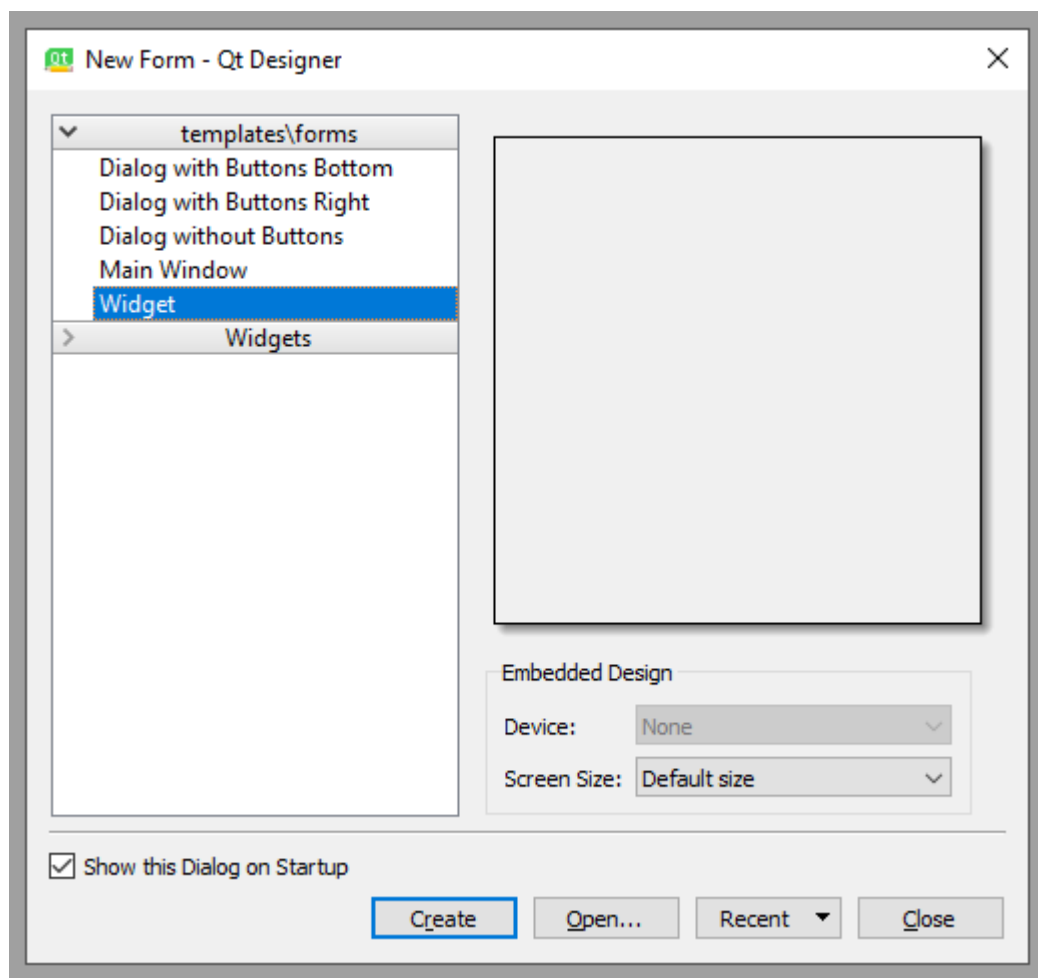 Qt New Form - Qt Designer
templates\forms
Dialog with Buttons Bottom
Dialog with Buttons Right
Dialog without Buttons
Main Window
Widget
Widgets
Embedded Design
Device: None
Screen Size: Default size
Show this Dialog on Startup
Create Open... Recent Close